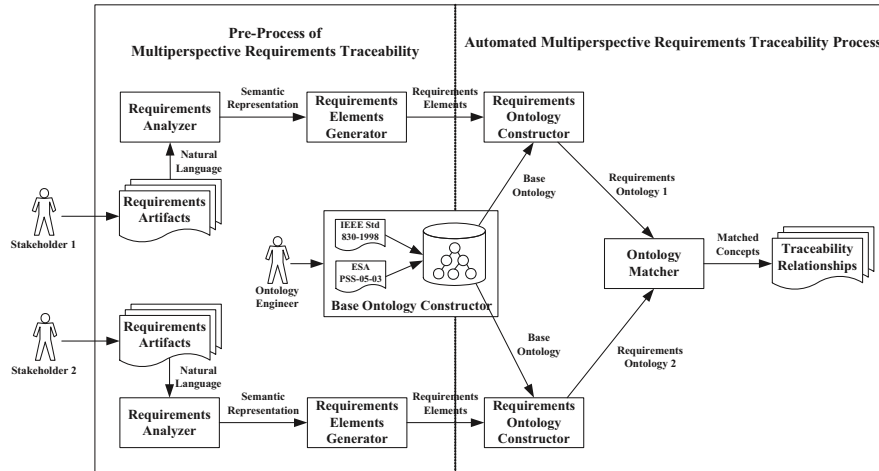 Pre-Process of
Multiperspective Requirements Traceability
Automated Multiperspective Requirements Traceability Process
Requirements
Analyzer
Semantic
Representation
Requirements
Elements
Generator
Requirements
Elements
Requirements
Ontology
Constructor
Natural
Language
Requirements
Artifacts
Stakeholder 1
Base
Ontology
Requirements
Ontology 1
IEEE Std
830-1998
ESA
PSS-05-03
Ontology
Engineer
Base Ontology Constructor
Ontology
Matcher
Matched
Concepts
Traceability
Relationships
Requirements
Artifacts
Stakeholder 2
Natural
Language
Base
Ontology
Requirements
Ontology 2
Requirements
Analyzer
Semantic
Representation
Requirements
Elements
Generator
Requirements
Elements
Requirements
Ontology
Constructor